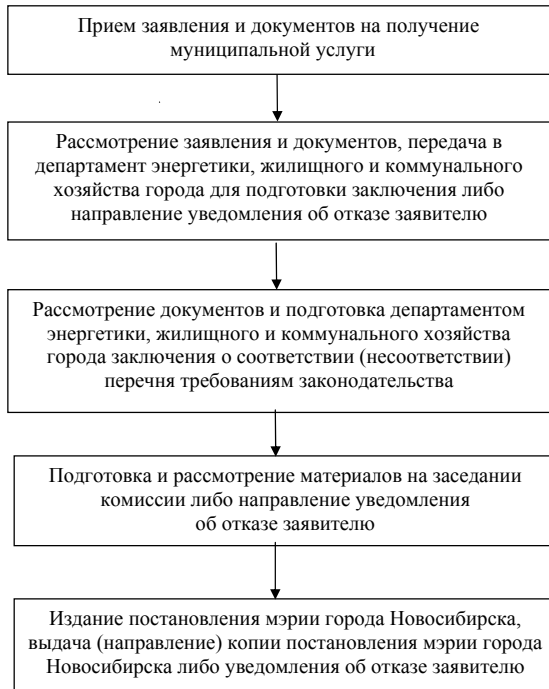 Прием заявления и документов на получение
муниципальной услуги
Рассмотрение заявления и документов, передача в
департамент энергетики, жилищного и коммунального
хозяйства города для подготовки заключения либо
направление уведомления об отказе заявителю
Рассмотрение документов и подготовка департаментом
энергетики, жилищного и коммунального хозяйства
города заключения о соответствии (несоответствии)
перечня требованиям законодательства
Подготовка и рассмотрение материалов на заседании
комиссии либо направление уведомления
об отказе заявителю
Издание постановления мэрии города Новосибирска,
выдача (направление) копии постановления мэрии города
Новосибирска либо уведомления об отказе заявителю